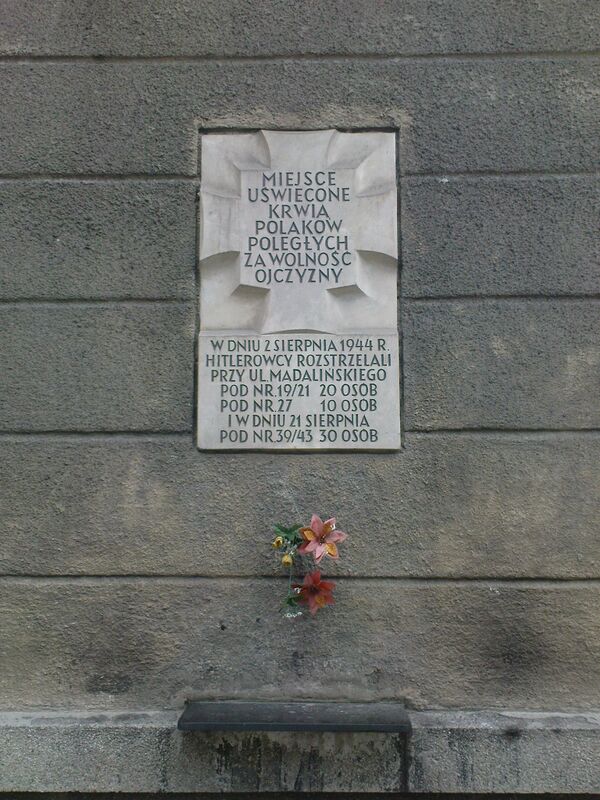 MIEJSCE
UŚWIĘCONE
KRWIĄ
POLAKÓW
POLEGŁYCH
ZA WOLNOŚĆ
OJCZYZNY
W DNIU 2 SIERPNIA 1944 R.
HITLEROWCY ROZSTRZELALI
PRZY UL. MADALIŃSKIEGO
POD NR. 19/21 20 OSÓB
POD NR. 27 10 OSÓB
I W DNIU 21 SIERPNIA
POD NR. 39/43 30 OSÓB